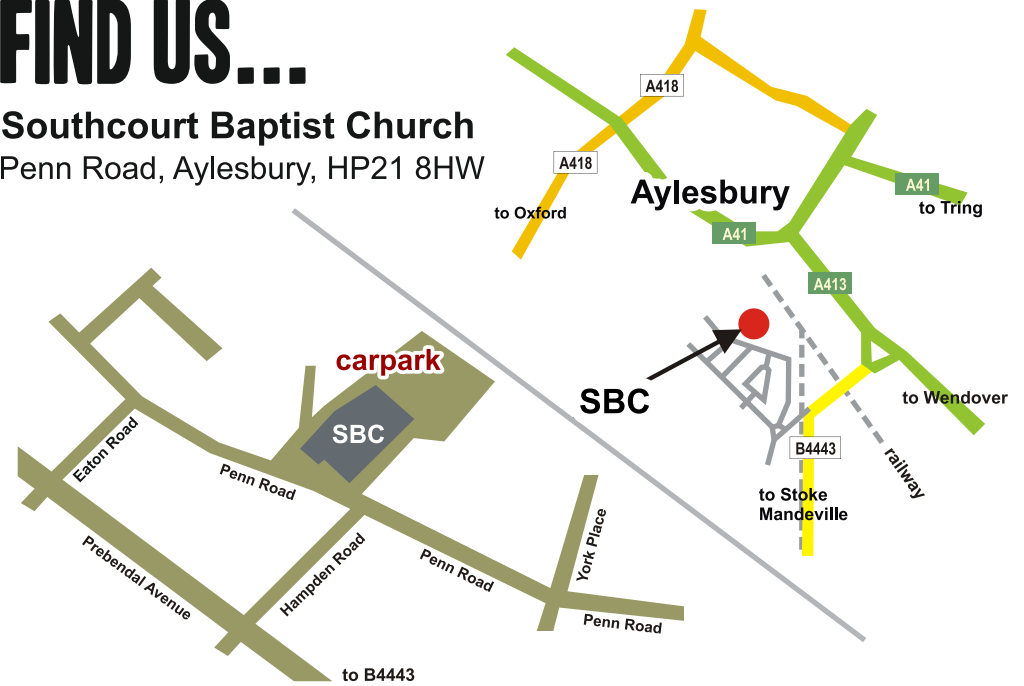 FIND US...
Southcourt Baptist Church
Penn Road, Aylesbury, HP21 8HW
A418
A418
to Oxford
Aylesbury
A41
A41
to Tring
A413
SBC
to Wendover
B4443
railway
to Stoke
Mandeville
carpark
SBC
Eaton Road
Penn Road
Prebendal Avenue
Hampden Road
Penn Road
York Place
Penn Road
to B4443